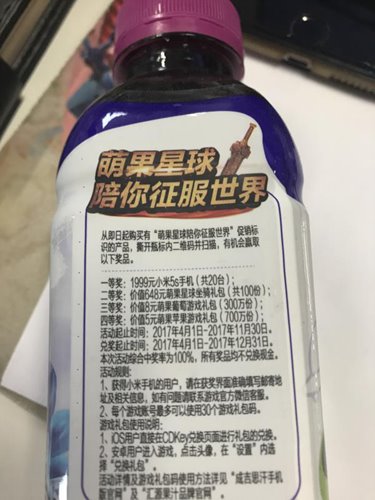 萌果星球
陪你征服世界
从即日起购买有“萌果星球陪你征服世界”促销标
识的产品，撕开瓶标内二维码并扫描，有机会赢取
以下奖品。
一等奖：1999元小米5s手机（共20台）；
二等奖：价值648元萌果星球坐骑礼包（共100份）；
三等奖：价值8元萌果葡萄游戏礼包（300万份）；
四等奖：价值5元萌果苹果游戏礼包（700万份）；
活动起止时间：2017年4月1日-2017年11月30日。
兑奖起止时间：2017年4月1日-2017年12月31日。
本次活动综合中奖率为100%，所有奖品均不兑换现金。
活动规则：
1、获得小米手机的用户，请在获奖界面准确填写邮寄地
址及相关信息，如有问题请联系游戏官方微信客服。
2、每个游戏账号最多可以使用30个游戏礼包码。
游戏礼包使用说明：
1、iOS用户直接在CDKey兑换页面进行礼包的兑换。
2、安卓用户进入游戏，点击头像，在“设置”内选
择“兑换礼包”。
活动详情及游戏礼包码使用方法详见“成吉思汗手机
版官网”及“汇源果汁品牌官网”。